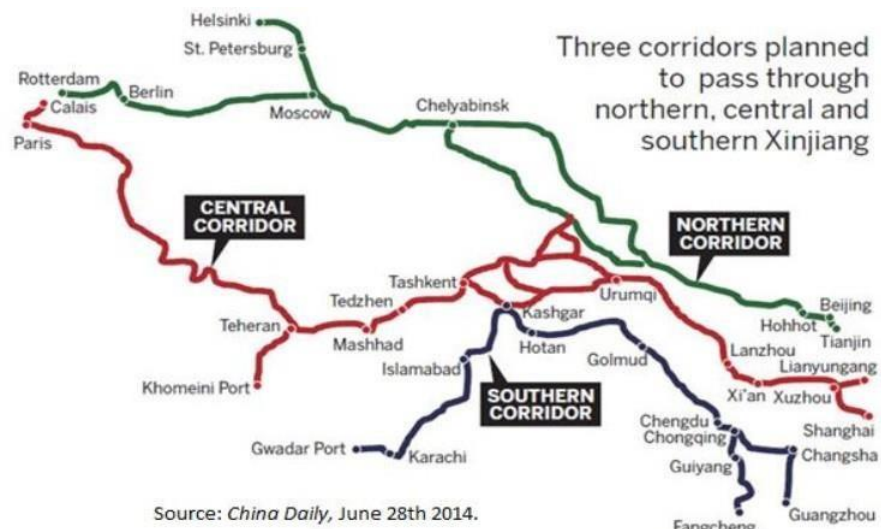 Helsinki
St. Petersburg
Three corridors planned
to pass through
northern, central and
southern Xinjiang
Rotterdam
Calais
Berlin
Moscow
Chelyabinsk
Paris
CENTRAL
CORRIDOR
NORTHERN
CORRIDOR
Tashkent
Tedzhen
Urumqi
Kashgar
Beijing
Hohhot
Tianjin
Teheran
Mashhad
Hotan
Golmud
Lanzhou
Lianyungang
Khomeini Port
Islamabad
SOUTHERN
CORRIDOR
Xi'an
Xuzhou
Shanghai
Chengdu
Chongqing
Changsha
Gwadar Port
Karachi
Guiyang
Guangzhou
Fangcheng
Source: China Daily, June 28th 2014.